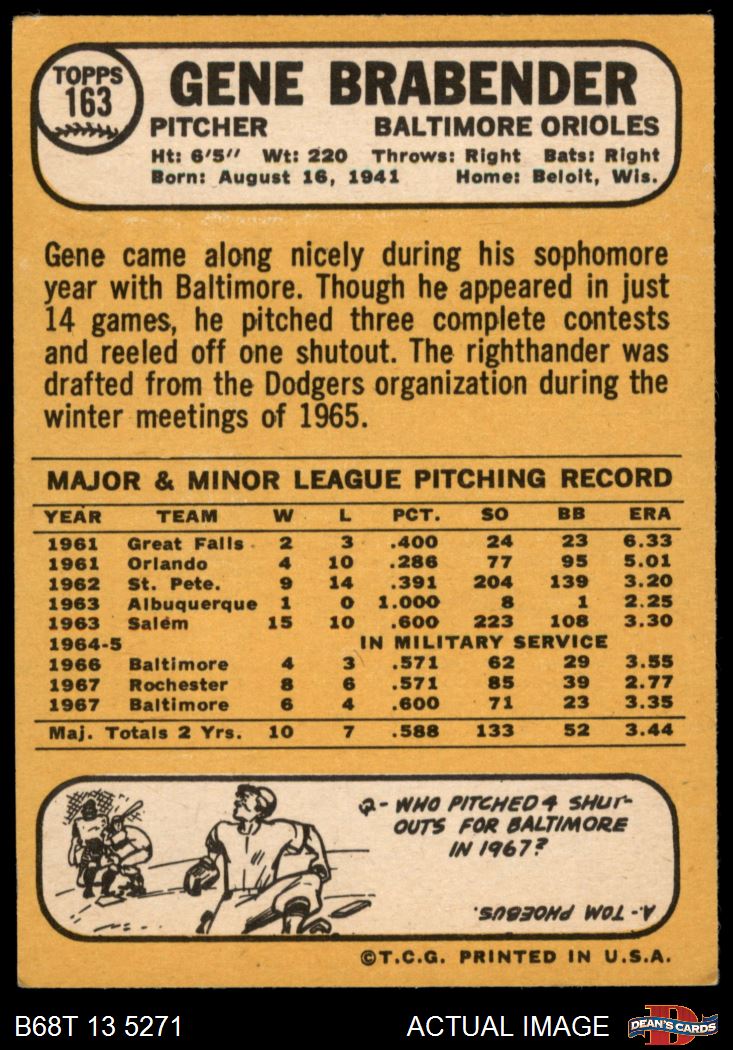 TOPPS
163
GENE BRABENDER
PITCHER BALTIMORE ORIOLES
Ht: 6'5" Wt: 220 Throws: Right Bats: Right
Born: August 16, 1941 Home: Beloit, Wis.
Gene came along nicely during his sophomore
year with Baltimore. Though he appeared in just
14 games, he pitched three complete contests
and reeled off one shutout. The righthander was
drafted from the Dodgers organization during the
winter meetings of 1965.
MAJOR & MINOR LEAGUE PITCHING RECORD
YEAR TEAM W L PCT. SO BB ERA
1961 Great Falls 2 3 .400 24 23 6.33
1961 Orlando 4 10 .286 77 95 5.01
1962 St. Pete. 9 14 .391 204 139 3.20
1963 Albuquerque 1 0 1.000 8 1 2.25
1963 Salem 15 10 .600 223 108 3.30
1964-5 IN MILITARY SERVICE
1966 Baltimore 4 3 .571 62 29 3.55
1967 Rochester 8 6 .571 85 39 2.77
1967 Baltimore 6 4 .600 71 23 3.35
Maj. Totals 2 Yrs. 10 7 .588 133 52 3.44
Q- WHO PITCHED 4 SHUT-
OUTS FOR BALTIMORE
IN 1967?
A- TOM PHOEBUS.
©T.C.G. PRINTED IN U.S.A.
B68T 13 5271 ACTUAL IMAGE DEAN'S CARDS